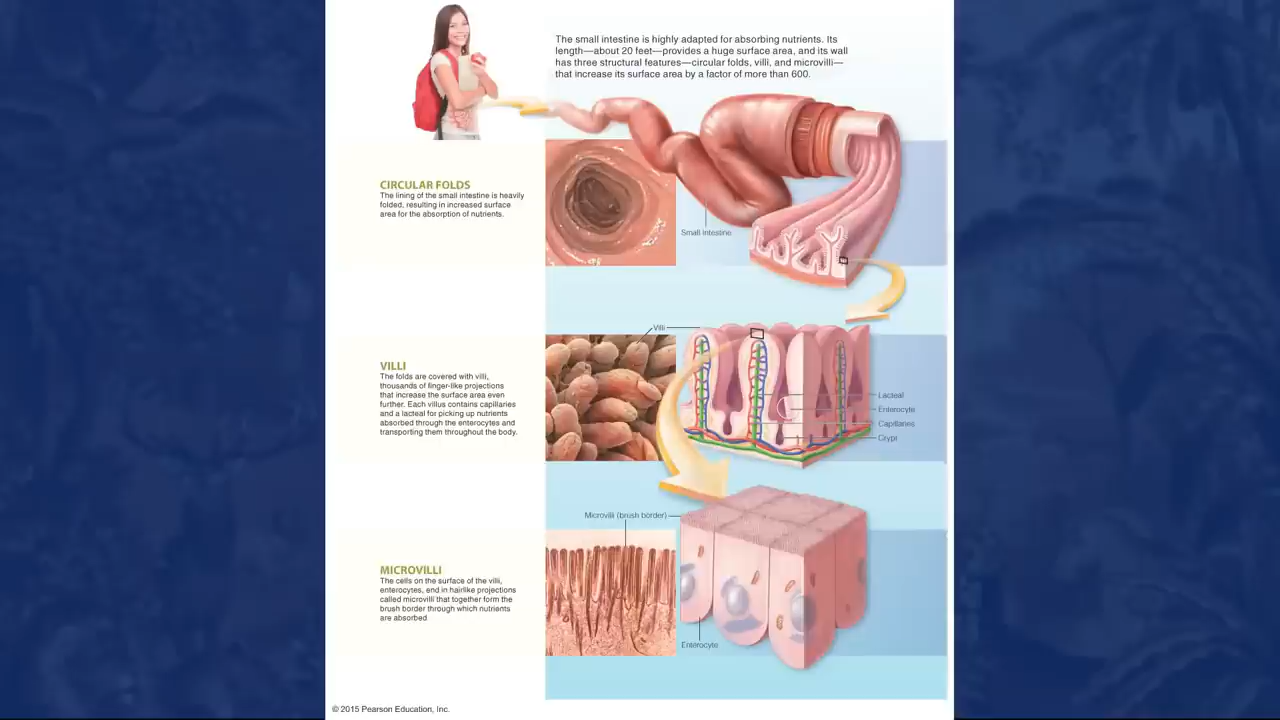 The small intestine is highly adapted for absorbing nutrients. Its
length—about 20 feet—provides a huge surface area, and its wall
has three structural features—circular folds, villi, and microvilli—
that increase its surface area by a factor of more than 600.
CIRCULAR FOLDS
The lining of the small intestine is heavily
folded, resulting in increased surface
area for the absorption of nutrients.
Small intestine
Villi
VILLI
The folds are covered with villi,
thousands of finger-like projections
that increase the surface area even
further. Each villus contains capillaries
and a lacteal for picking up nutrients
absorbed through the enterocytes and
transporting them throughout the body.
Lacteal
Enterocyte
Capillaries
Crypt
Microvilli (brush border)
MICROVILLI
The cells on the surface of the villi,
enterocytes, end in hairlike projections
called microvilli that together form the
brush border through which nutrients
are absorbed
Enterocyte
© 2015 Pearson Education, Inc.